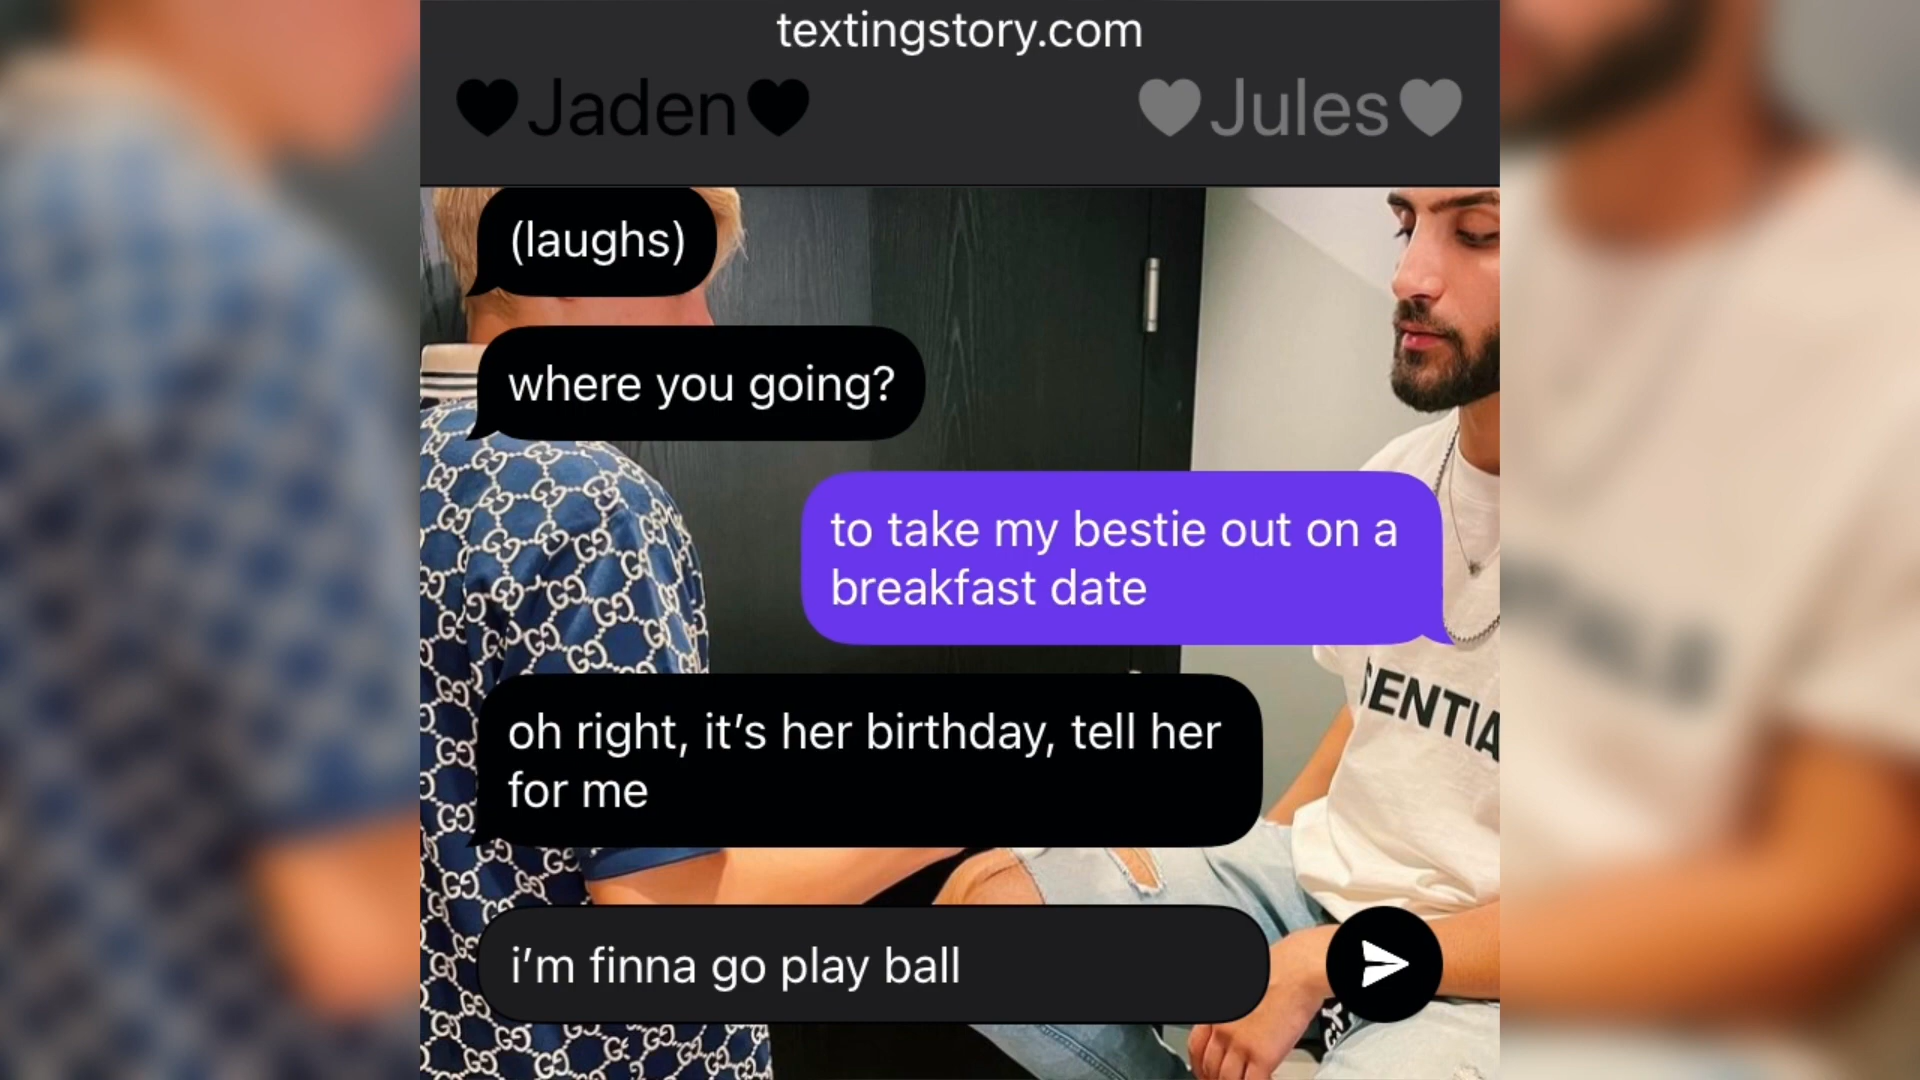 textingstory.com
🖤Jaden🖤
🩶Jules🩶
(laughs)
where you going?
to take my bestie out on a
breakfast date
oh right, it’s her birthday, tell her
for me
SENTIA
i’m finna go play ball